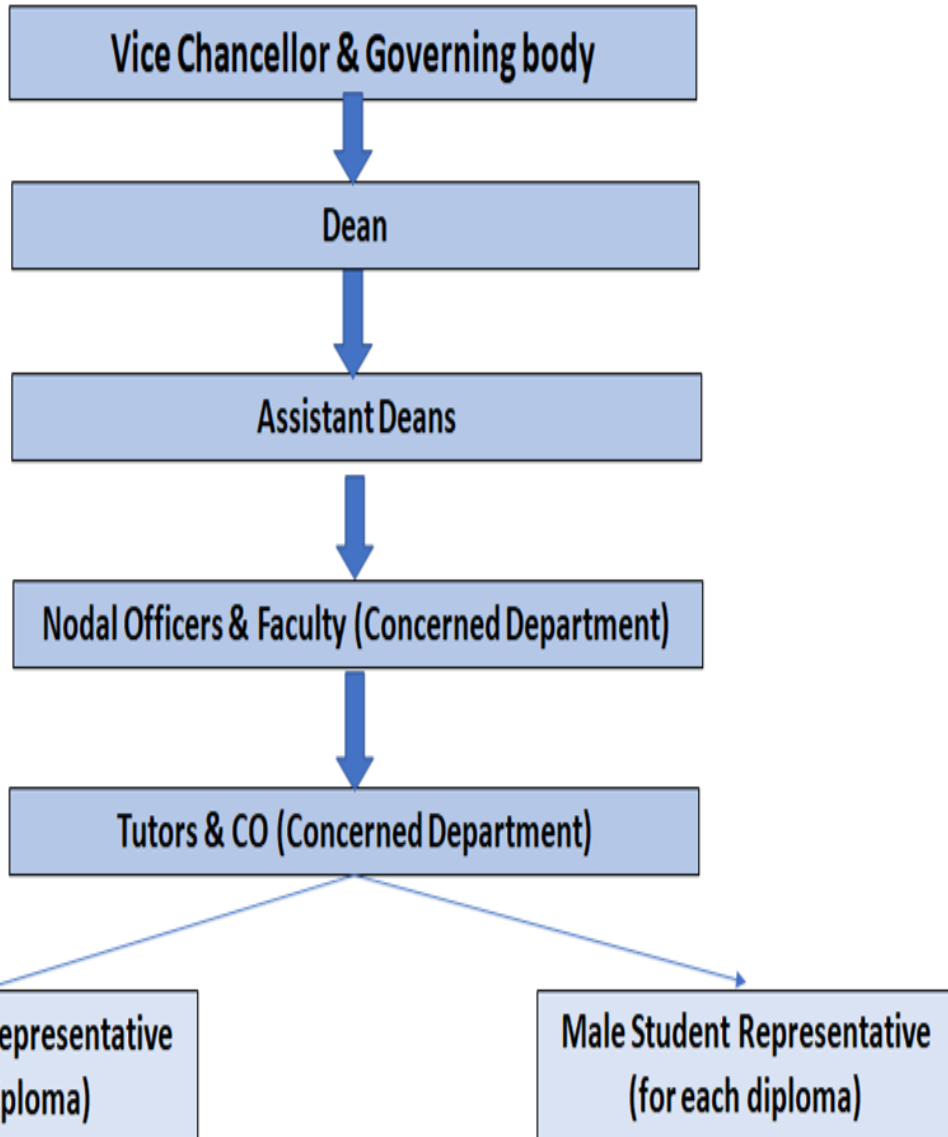 Vice Chancellor & Governing body
Dean
Assistant Deans
Nodal Officers & Faculty (Concerned Department)
Tutors & CO (Concerned Department)
epresentative
ploma)
Male Student Representative
(for each diploma)